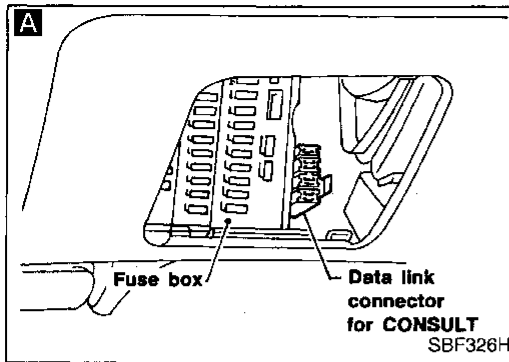 A
Fuse box
Data link
connector
for CONSULT
SBF326H